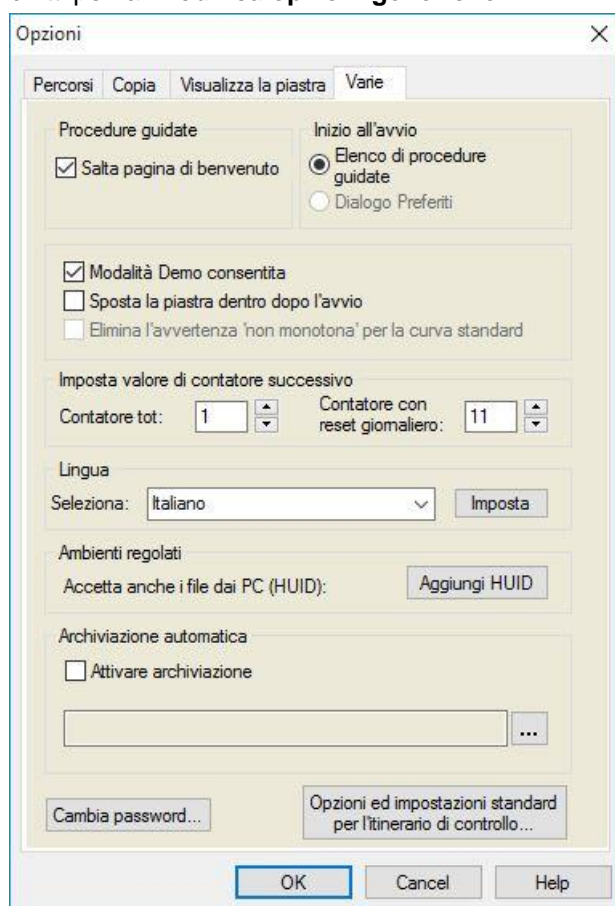 Opzioni
Percorsi Copia Visualizza la piastra Varie
Procedure guidate
Salta pagina di benvenuto
Inizio all'avvio
Elenco di procedure
guidate
Dialogo Preferiti
Modalità Demo consentita
Sposta la piastra dentro dopo l'avvio
Elimina l'avvertenza 'non monotona' per la curva standard
Imposta valore di contatore successivo
Contatore tot: 1
Contatore con
reset giornaliero: 11
Lingua
Seleziona: Italiano Imposta
Ambienti regolati
Accetta anche i file dai PC (HUID): Aggiungi HUID
Archiviazione automatica
Attivare archiviazione
...
Cambia password...
Opzioni ed impostazioni standard
per l'itinerario di controllo...
OK Cancel Help